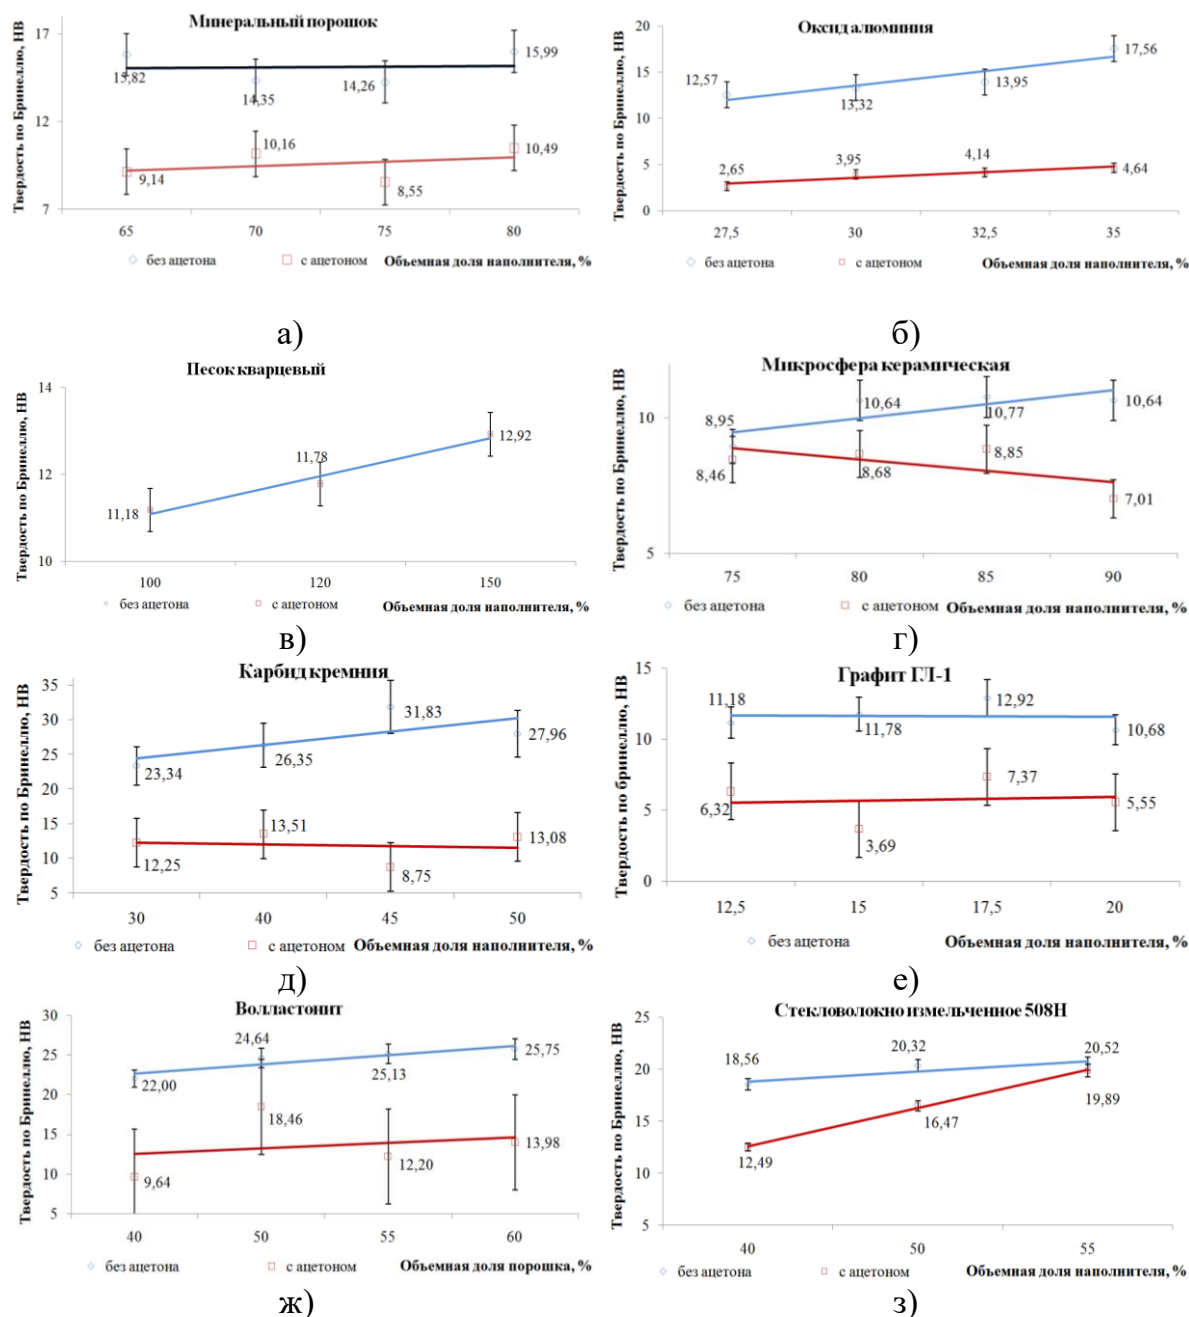 Минеральный порошок
Твердость по Бринеллю, НВ
17
12
7
15,82
14,35
14,26
15,99
9,14
10,16
8,55
10,49
65 70 75 80
без ацетона с ацетоном Объемная доля наполнителя, %
а)
Оксид алюминия
Твердость по Бринеллю, НВ
20
15
10
5
0
12,57
13,32
13,95
17,56
2,65
3,95
4,14
4,64
27,5 30 32,5 35
без ацетона с ацетоном Объемная доля наполнителя, %
б)
Песок кварцевый
Твердость по Бринеллю, НВ
14
12
10
11,18
11,78
12,92
100 120 150
без ацетона с ацетоном Объемная доля наполнителя, %
в)
Микросфера керамическая
Твердость по Бринеллю, НВ
10
5
8,95
10,64
10,77
10,64
8,46
8,68
8,85
7,01
75 80 85 90
без ацетона с ацетоном Объемная доля наполнителя, %
г)
Карбид кремния
Твердость по Бринеллю, НВ
35
30
25
20
15
10
5
23,34
26,35
31,83
27,96
12,25
13,51
8,75
13,08
30 40 45 50
без ацетона с ацетоном Объемная доля наполнителя, %
д)
Графит ГЛ-1
Твердость по бринеллю, НВ
15
10
5
0
11,18
11,78
12,92
10,68
6,32
3,69
7,37
5,55
12,5 15 17,5 20
без ацетона Объемная доля наполнителя, %
е)
Волластонит
Твердость по Бринеллю, НВ
30
25
20
15
10
5
22,00
24,64
25,13
25,75
9,64
18,46
12,20
13,98
40 50 55 60
без ацетона с ацетоном Объемная доля порошка, %
ж)
Стекловолокно измельченное 508Н
Твердость по Бринеллю, НВ
25
20
15
10
5
18,56
20,32
20,52
12,49
16,47
19,89
40 50 55
без ацетона с ацетоном Объемная доля наполнителя, %
з)